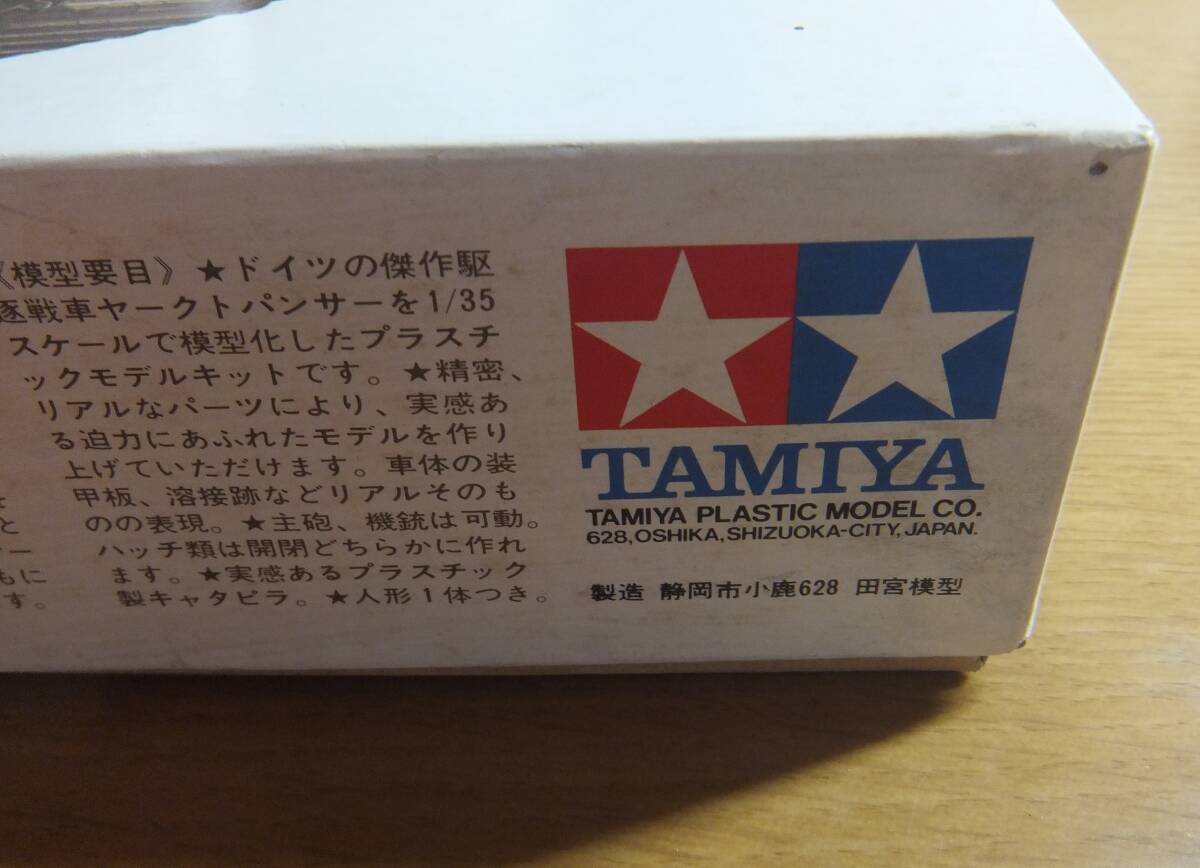 《模型要目》★ドイツの傑作駆
逐戦車ヤークトパンサーを1/35
スケールで模型化したプラスチ
ックモデルキットです。★精密、
リアルなパーツにより、実感あ
る迫力にあふれたモデルを作り
上げていただけます。車体の装
甲板、溶接跡などリアルそのも
のの表現。★主砲、機銃は可動。
ハッチ類は開閉どちらかに作れ
ます。★実感あるプラスチック
製キャタピラ。★人形1体つき。
と
ー
もに
す。
TAMIYA
TAMIYA PLASTIC MODEL CO.
628, OSHIKA, SHIZUOKA-CITY, JAPAN.
製造 静岡市小鹿628 田宮模型